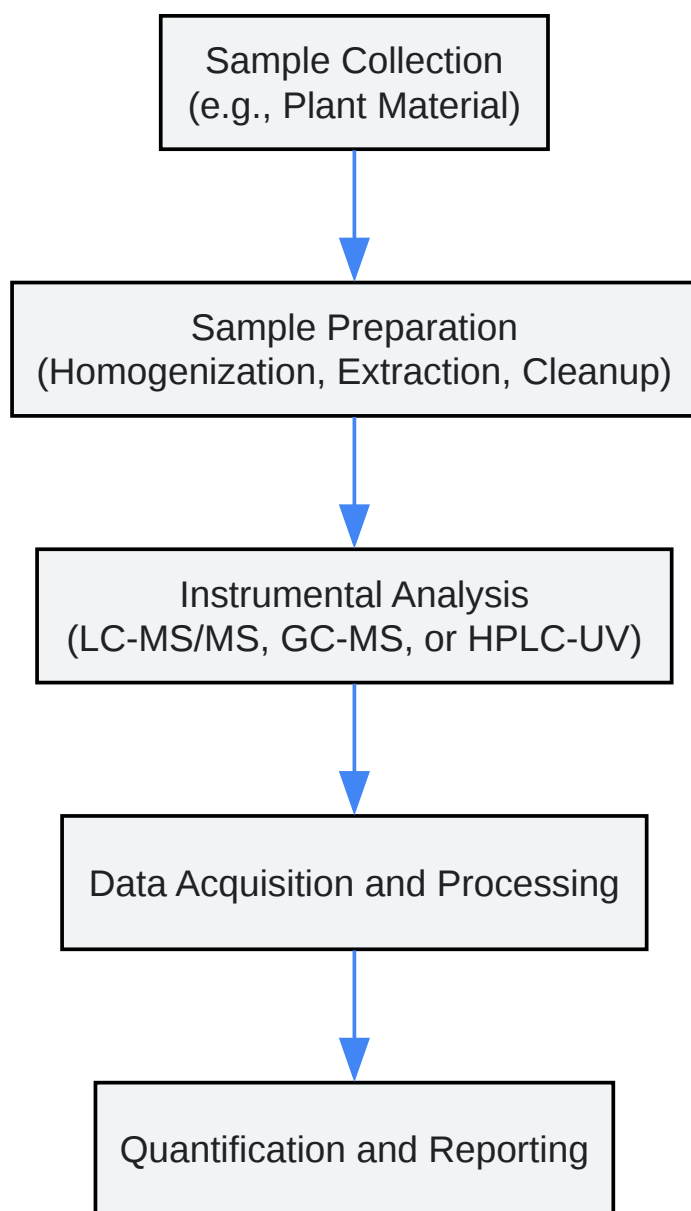 Sample Collection
(e.g., Plant Material)
Sample Preparation
(Homogenization, Extraction, Cleanup)
Instrumental Analysis
(LC-MS/MS, GC-MS, or HPLC-UV)
Data Acquisition and Processing
Quantification and Reporting